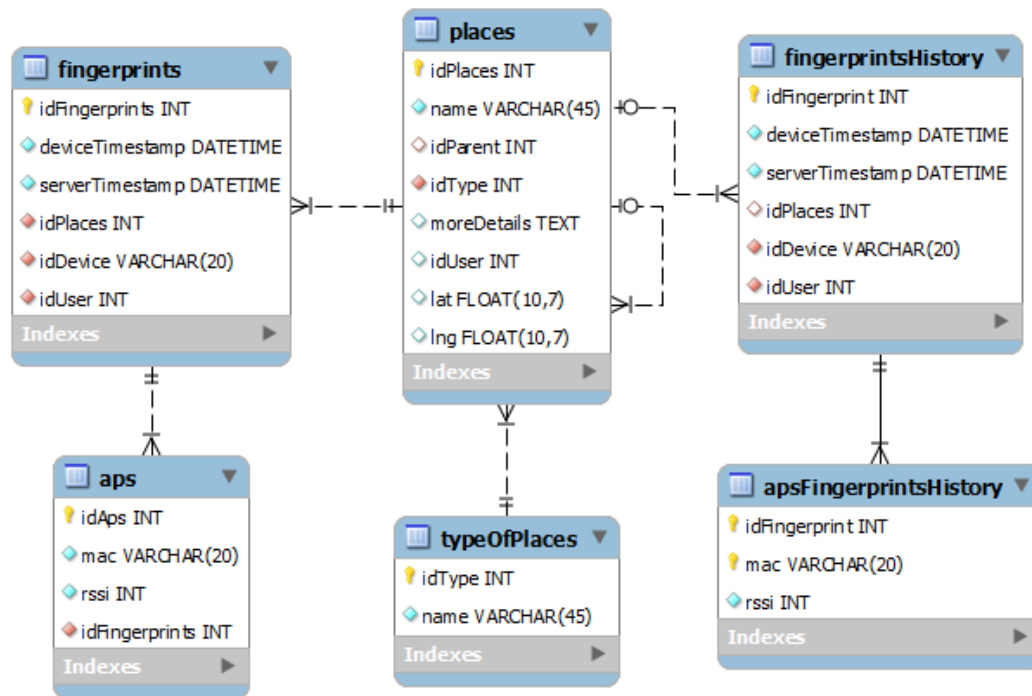 fingerprints
idFingerprints INT
deviceTimestamp DATETIME
serverTimestamp DATETIME
idPlaces INT
idDevice VARCHAR(20)
idUser INT
Indexes
places
idPlaces INT
name VARCHAR(45)
idParent INT
idType INT
moreDetails TEXT
idUser INT
lat FLOAT(10,7)
lng FLOAT(10,7)
Indexes
fingerprintsHistory
idFingerprint INT
deviceTimestamp DATETIME
serverTimestamp DATETIME
idPlaces INT
idDevice VARCHAR(20)
idUser INT
Indexes
aps
idAps INT
mac VARCHAR(20)
rssi INT
idFingerprints INT
Indexes
typeOfPlaces
idType INT
name VARCHAR(45)
Indexes
apsFingerprintsHistory
idFingerprint INT
mac VARCHAR(20)
rssi INT
Indexes